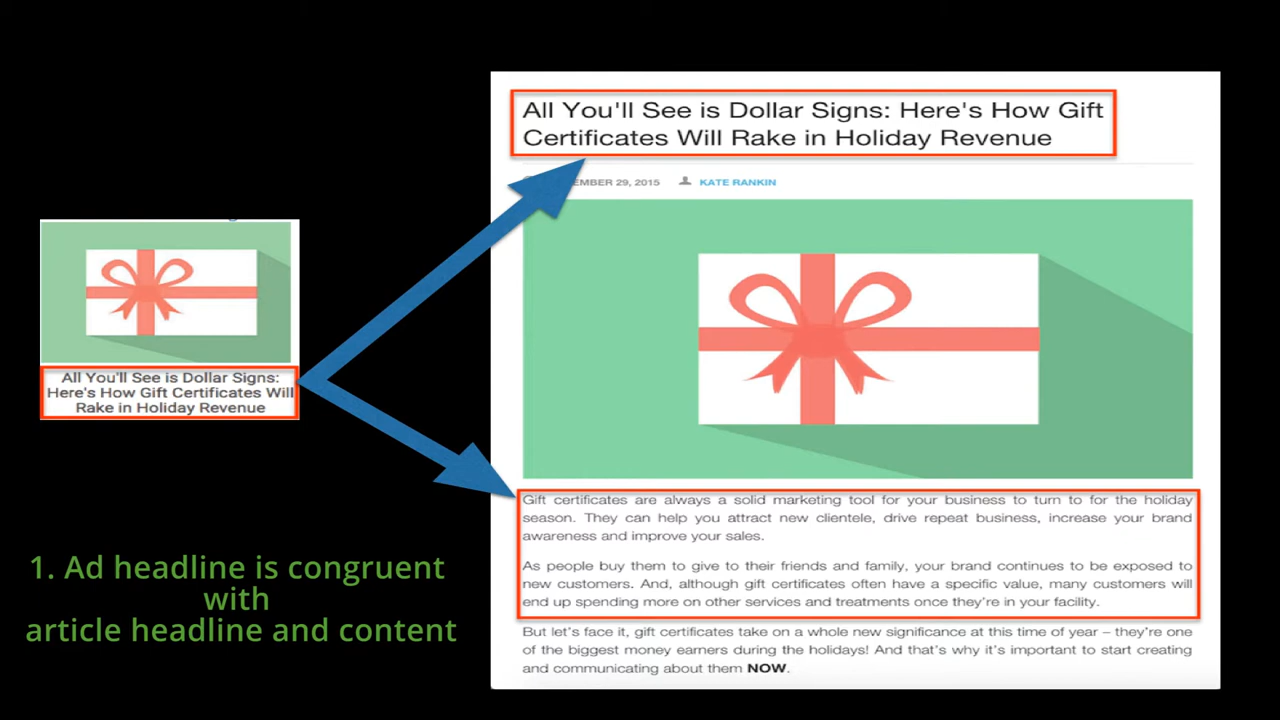 All You'll See is Dollar Signs: Here's How Gift
Certificates Will Rake in Holiday Revenue
EMBER 29, 2015 KATE RANKIN
All You'll See is Dollar Signs:
Here's How Gift Certificates Will
Rake in Holiday Revenue
Gift certificates are always a solid marketing tool for your business to turn to for the holiday
season. They can help you attract new clientele, drive repeat business, increase your brand
awareness and improve your sales.
As people buy them to give to their friends and family, your brand continues to be exposed to
new customers. And, although gift certificates often have a specific value, many customers will
end up spending more on other services and treatments once they're in your facility.
But let's face it, gift certificates take on a whole new significance at this time of year – they're one
of the biggest money earners during the holidays! And that's why it's important to start creating
and communicating about them NOW.
1. Ad headline is congruent
with
article headline and content